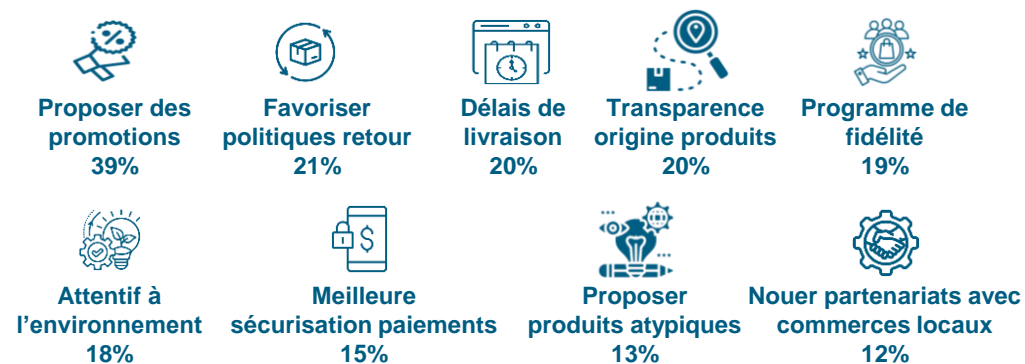 Proposer des
promotions
39%
Favoriser
politiques retour
21%
Délais de
livraison
20%
Transparence
origine produits
20%
Programme de
fidélité
19%
Attentif à
l’environnement
18%
Meilleure
sécurisation paiements
15%
Proposer
produits atypiques
13%
Nouer partenariats avec
commerces locaux
12%